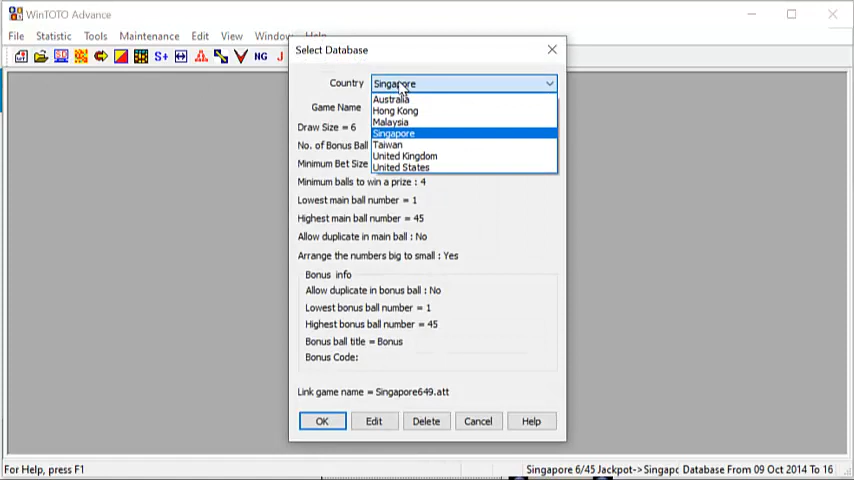 WinTOTO Advance
File Statistic Tools Maintenance Edit View Window Help
S+ NG J
Select Database
Country Singapore
Australia
Hong Kong
Malaysia
Singapore
Taiwan
United Kingdom
United States
Game Name
Draw Size = 6
No. of Bonus Ball
Minimum Bet Size
Minimum balls to win a prize : 4
Lowest main ball number = 1
Highest main ball number = 45
Allow duplicate in main ball : No
Arrange the numbers big to small : Yes
Bonus info
Allow duplicate in bonus ball : No
Lowest bonus ball number = 1
Highest bonus ball number = 45
Bonus ball title = Bonus
Bonus Code:
Link game name = Singapore649.att
OK Edit Delete Cancel Help
For Help, press F1
Singapore 6/45 Jackpot->Singapc Database From 09 Oct 2014 To 16